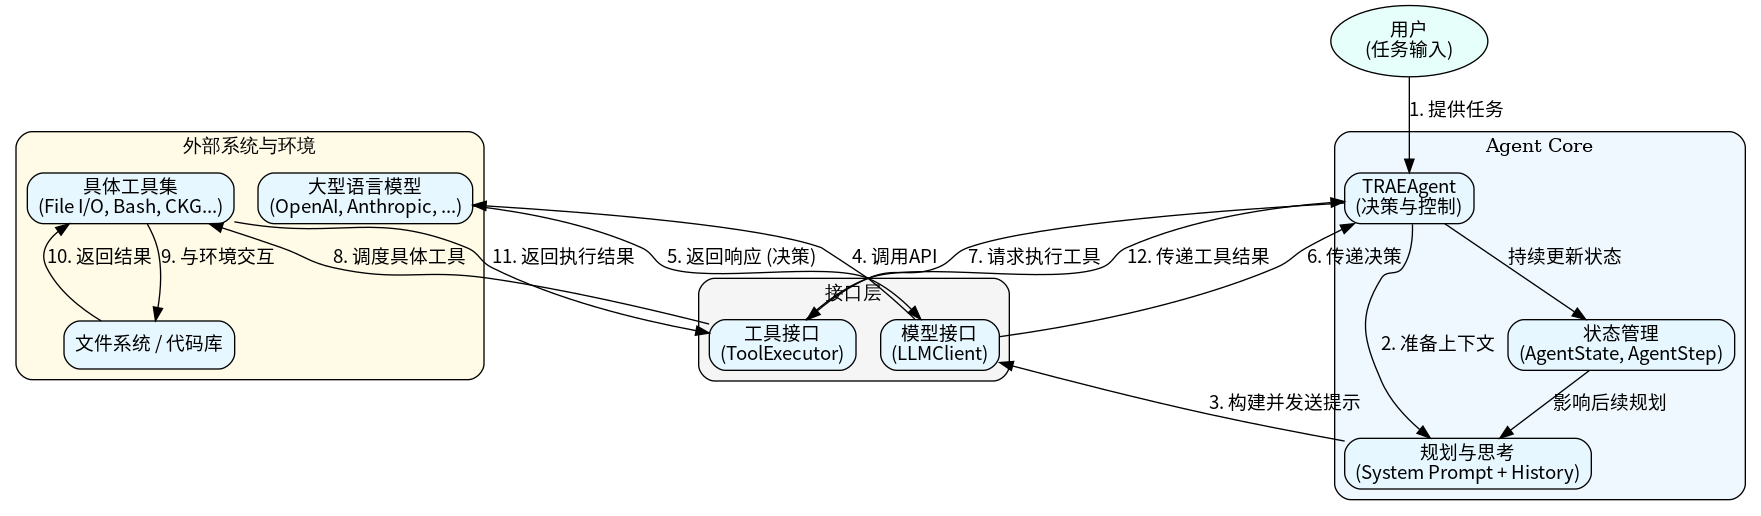 用户
(任务输入)
1. 提供任务
外部系统与环境
Agent Core
具体工具集
(File I/O, Bash, CKG...)
大型语言模型
(OpenAI, Anthropic, ...)
TRAEAgent
(决策与控制)
10. 返回结果
9. 与环境交互
8. 调度具体工具
11. 返回执行结果
5. 返回响应 (决策)
4. 调用API
7. 请求执行工具
12. 传递工具结果
6. 传递决策
持续更新状态
接口层
文件系统 / 代码库
工具接口
(ToolExecutor)
模型接口
(LLMClient)
2. 准备上下文
状态管理
(AgentState, AgentStep)
3. 构建并发送提示
影响后续规划
规划与思考
(System Prompt + History)